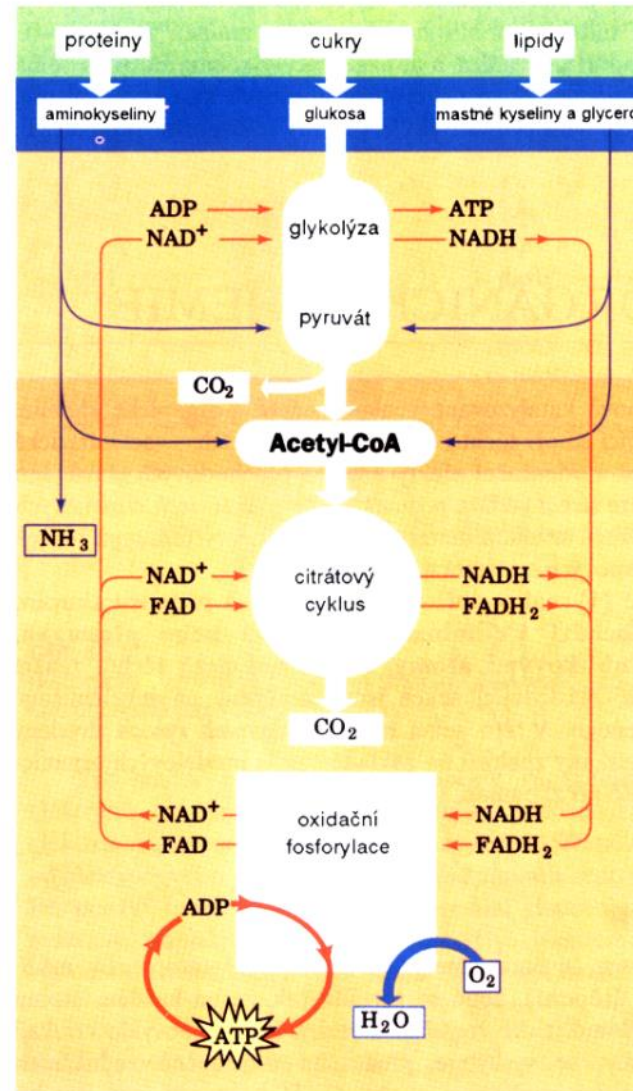 proteiny cukry lipidy
aminokyseliny glukosa mastné kyseliny a glycero
ADP ATP
NAD⁺ glykolýza NADH
pyruvát
CO₂
Acetyl-CoA
NH₃
NAD⁺ citrátový NADH
FAD cyklus FADH₂
CO₂
NAD⁺ oxidační NADH
FAD fosforylace FADH₂
ADP
O₂
H₂O
ATP